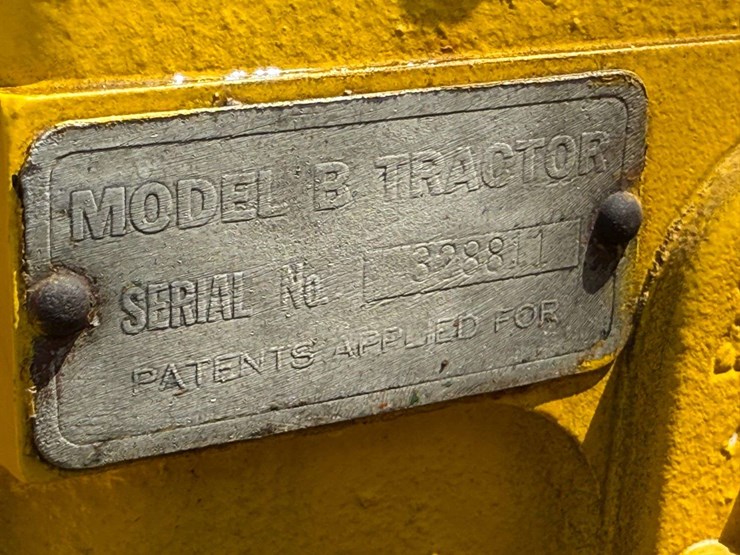 MODEL B TRACTOR
SERIAL No. 328811
PATENTS APPLIED FOR